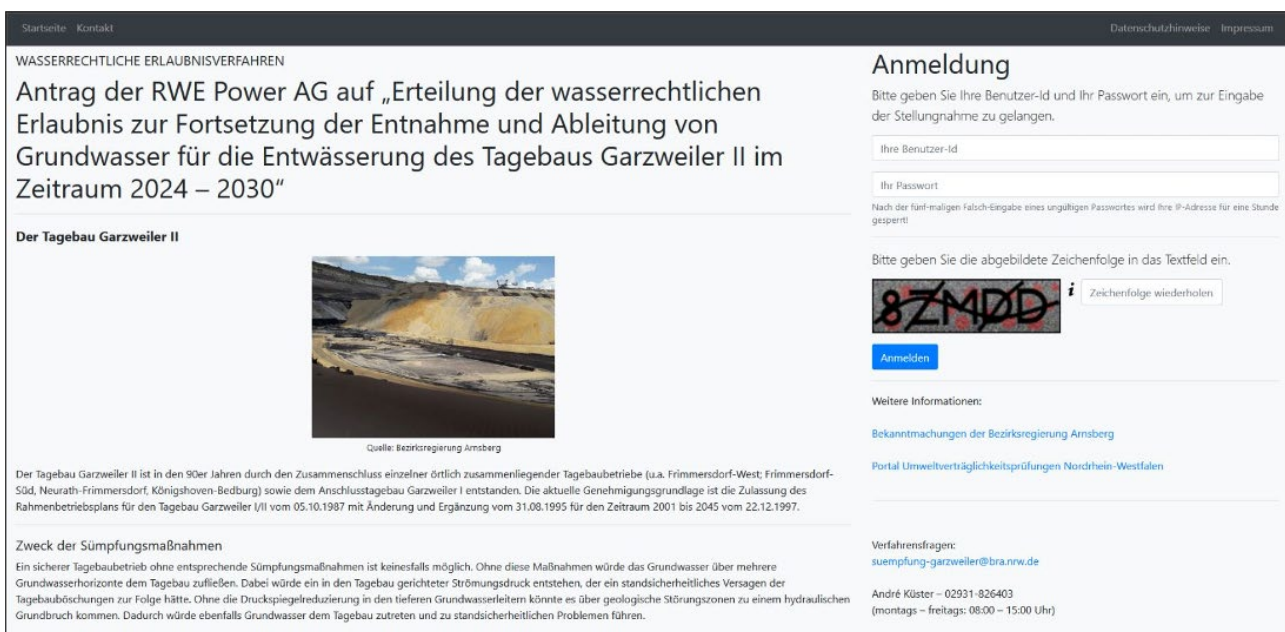 Startseite Kontakt
Datenschutzhinweise Impressum
WASSERRECHTLICHE ERLAUBNISVERFAHREN
Antrag der RWE Power AG auf „Erteilung der wasserrechtlichen
Erlaubnis zur Fortsetzung der Entnahme und Ableitung von
Grundwasser für die Entwässerung des Tagebaus Garzweiler II im
Zeitraum 2024 – 2030“
Der Tagebau Garzweiler II
Quelle: Bezirksregierung Arnsberg
Der Tagebau Garzweiler II ist in den 90er Jahren durch den Zusammenschluss einzelner örtlich zusammenliegender Tagebaubetriebe (u.a. Frimmersdorf-West; Frimmersdorf-
Süd, Neurath-Frimmersdorf, Königshoven-Bedburg) sowie dem Anschlusstagebau Garzweiler I entstanden. Die aktuelle Genehmigungsgrundlage ist die Zulassung des
Rahmenbetriebsplans für den Tagebau Garzweiler I/II vom 05.10.1987 mit Änderung und Ergänzung vom 31.08.1995 für den Zeitraum 2001 bis 2045 vom 22.12.1997.
Zweck der Sümpfungsmaßnahmen
Ein sicherer Tagebaubetrieb ohne entsprechende Sümpfungsmaßnahmen ist keinesfalls möglich. Ohne diese Maßnahmen würde das Grundwasser über mehrere
Grundwasserhorizonte dem Tagebau zufließen. Dabei würde ein in den Tagebau gerichteter Strömungsdruck entstehen, der ein standsicherheitliches Versagen der
Tagebauböschungen zur Folge hätte. Ohne die Druckspiegelreduzierung in den tieferen Grundwasserleitern könnte es über geologische Störungszonen zu einem hydraulischen
Grundbruch kommen. Dadurch würde ebenfalls Grundwasser dem Tagebau zutreten und zu standsicherheitlichen Problemen führen.
Anmeldung
Bitte geben Sie Ihre Benutzer-Id und Ihr Passwort ein, um zur Eingabe
der Stellungnahme zu gelangen.
Ihre Benutzer-Id
Ihr Passwort
Nach der fünf-maligen Falsch-Eingabe eines ungültigen Passwortes wird Ihre IP-Adresse für eine Stunde
gesperrt!
Bitte geben Sie die abgebildete Zeichenfolge in das Textfeld ein.
8ZMDD
i Zeichenfolge wiederholen
Anmelden
Weitere Informationen:
Bekanntmachungen der Bezirksregierung Arnsberg
Portal Umweltverträglichkeitsprüfungen Nordrhein-Westfalen
Verfahrensfragen:
suempfung-garzweiler@bra.nrw.de
André Küster – 02931-826403
(montags – freitags: 08:00 – 15:00 Uhr)